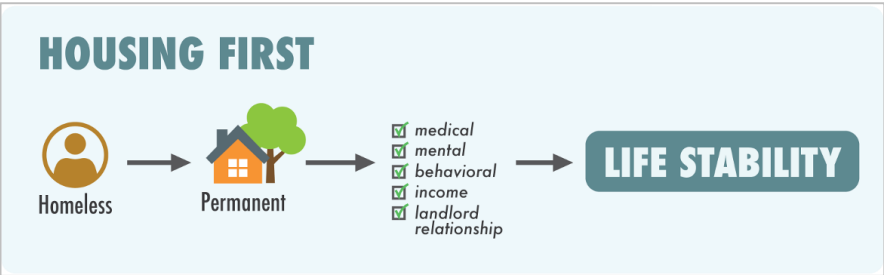 HOUSING FIRST
Homeless
Permanent
medical
mental
behavioral
income
landlord
relationship
LIFE STABILITY